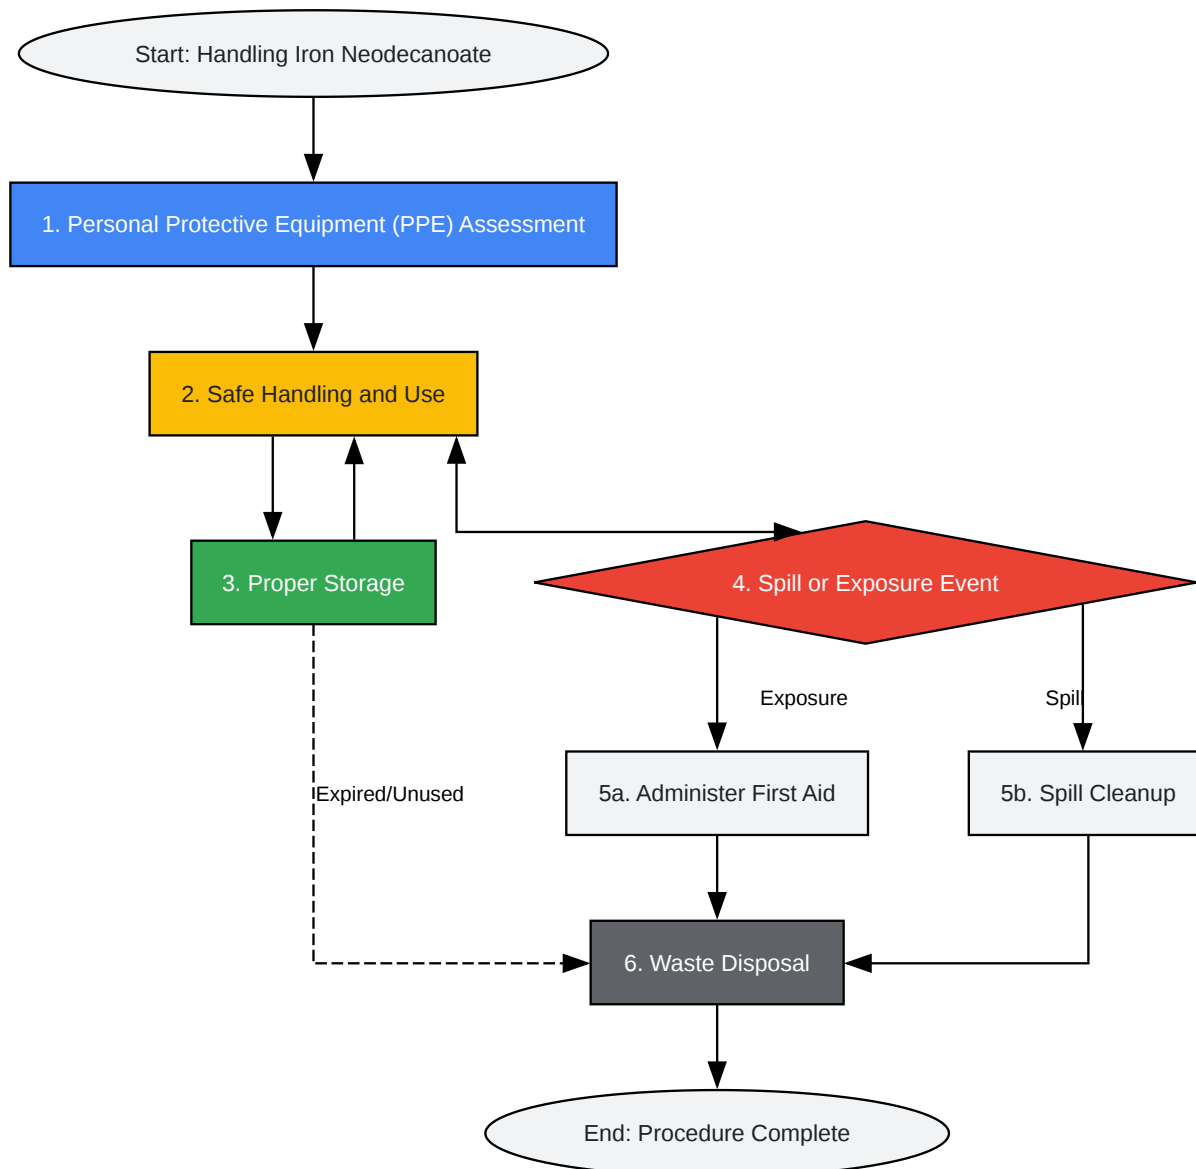 Start: Handling Iron Neodecanoate
1. Personal Protective Equipment (PPE) Assessment
2. Safe Handling and Use
3. Proper Storage
4. Spill or Exposure Event
Exposure
Spill
Expired/Unused
5a. Administer First Aid
5b. Spill Cleanup
6. Waste Disposal
End: Procedure Complete